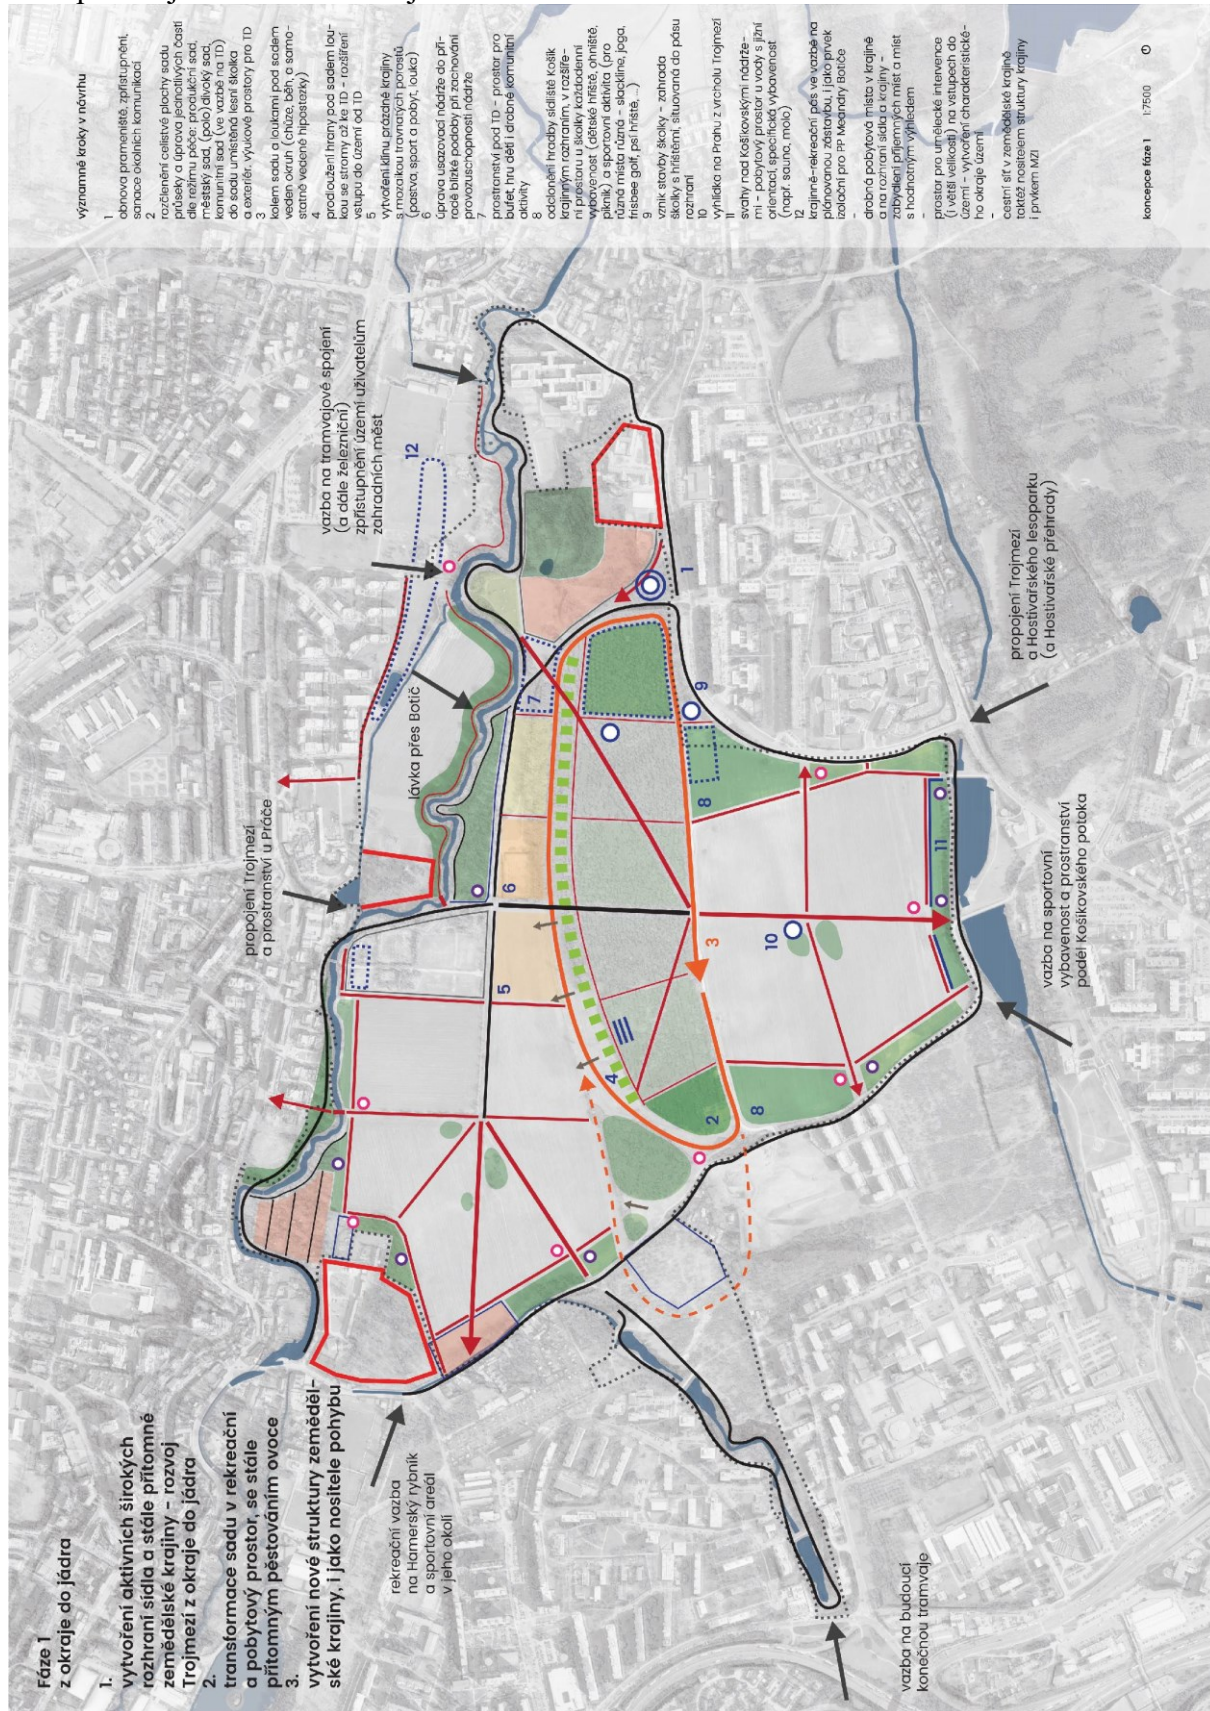 Fáze 1
z okraje do jádra
1.
vytvoření aktivních širokých
rozhraní sídla a stále přítomné
zemědělské krajiny - rozvoj
Trojmezí z okraje do jádra
2.
transformace sadu v rekreační
a pobytový prostor, se stále
přítomným pěstováním ovoce
3.
vytvoření nové struktury zeměděl-
ské krajiny, i jako nositele pohybu
rekreační vazba
na Hamerský rybník
a sportovní areál
v jeho okolí
vazba na budoucí
konečnou tramvaje
propojení Trojmezí
a prostranství u Práče
lávka přes Botič
vazba na tramvajové spojení
(a dále železniční)
zpřístupnění území uživatelům
zahradních měst
vazba na sportovní
vybavenost a prostranství
podél Košíkovského potoka
propojení Trojmezí
a Hostivařského lesoparku
(a Hostivařské přehrady)
1
2
3
4
5
6
7
8
8
9
10
11
12
významné kroky v návrhu
1
obnova prameniště, zpřístupnění,
sanace okolních komunikací
2
rozčlenění celistvé plochy sadu
průseky a úprava jednotlivých částí
dle režimu péče: produkční sad,
městský sad, (polo)divoký sad,
komunitní sad (ve vazbě na TD)
do sadu umístěna lesní školka
a exteriér. výukové prostory pro TD
3
kolem sadu a loukami pod sadem
veden okruh (chůze, běh, a samo-
statně vedené hipostezky)
4
prodloužení hrany pod sadem lou-
kou se stromy až ke TD - rozšíření
vstupu do území od TD
5
vytvoření klínu prázdné krajiny
s mozaikou travnatých porostů
(pastva, sport a pobyt, louka)
6
úprava usazovací nádrže do pří-
rodě blízké podoby při zachování
provozuschopnosti nádrže
7
prostranství pod TD - prostor pro
bufet, hru dětí i drobné komunitní
aktivity
8
odclonění hradby sídliště Košík
krajinným rozhraním, v rozšíře-
ní prostoru u školky každodenní
vybavenost (dětské hřiště, ohniště,
piknik) a sportovní aktivita (pro
různá místa různá - slackline, joga,
frisbee golf, psí hřiště, ...)
9
vznik stavby školky - zahrada
školky s hřištěmi, situovaná do pásu
rozhraní
10
vyhlídka na Prahu z vrcholu Trojmezí
11
svahy nad Košíkovskými nádrže-
mi - pobytový prostor u vody s jižní
orientací, specifická vybavenost
(např. sauna, molo)
12
krajinně-rekreační pás ve vazbě na
plánovanou zástavbu, i jako prvek
izolační pro PP Meandry Botiče
-
drobná pobytová místa v krajině
a na rozhraní sídla a krajiny -
zabydlení příjemných míst a míst
s hodnotným výhledem
-
prostor pro umělecké intervence
(i větší velikosti) na vstupech do
území - vytvoření charakteristické-
ho okraje území
-
cestní síť v zemědělské krajině
taktéž nositelem struktury krajiny
i prvkem MZI
koncepce fáze 1 1:7500